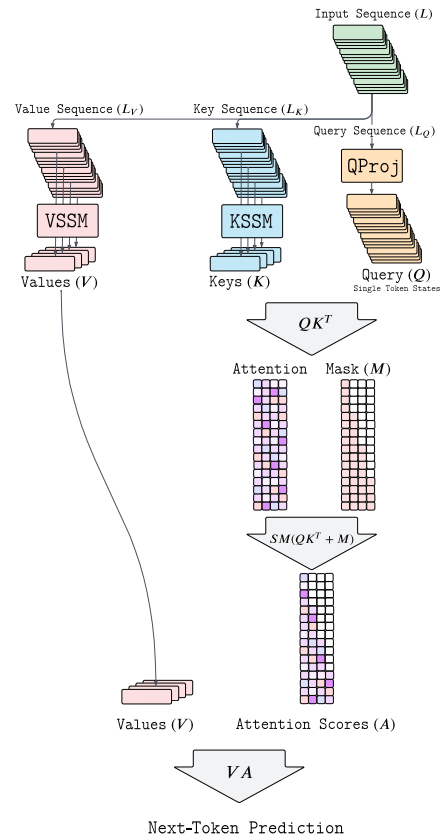 Input Sequence (L)
Value Sequence (L_V)
Key Sequence (L_K)
Query Sequence (L_Q)
VSSM
KSSM
QProj
Values (V)
Keys (K)
Query (Q)
Single Token States
QK^T
Attention
Mask (M)
SM(QK^T + M)
Values (V)
Attention Scores (A)
VA
Next-Token Prediction